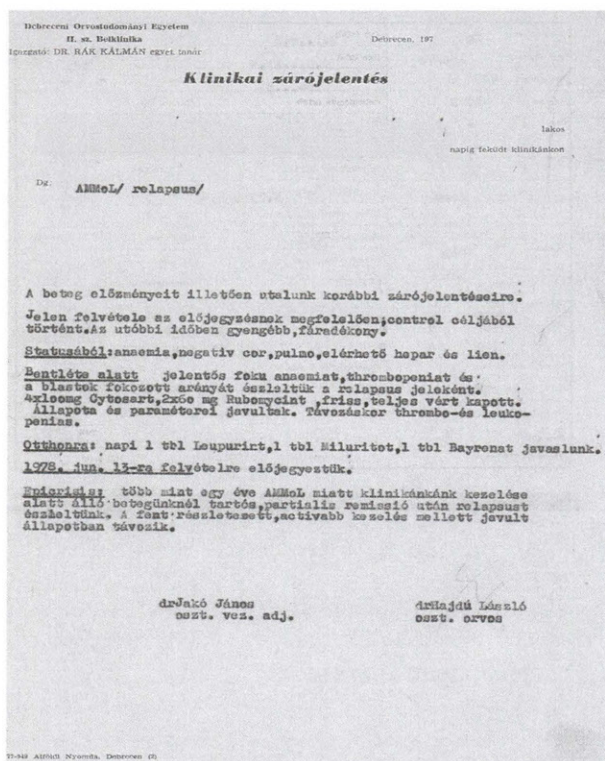 Debreceni Orvostudományi Egyetem
II. sz. Belklinika
Igazgató: DR. RÁK KÁLMÁN egyet. tanár
Debrecen, 197
Klinikai zárójelentés
lakos
napig feküdt klinikánkon
Dg: AMMoL/ relapsus/
A beteg előzményeit illetően utalunk korábbi zárójelentéseire.
Jelen felvétele az előjegyzésnek megfelelően,control céljából
történt.Az utóbbi időben gyengébb,fáradékony.
Statusából:anaemia,negativ cor,pulmo,elérhető hepar és lien.
Bentléte alatt jelentős foku anaemiat,thrombopeniat és
a blastok fokozott arányát észleltük a relapsus jeleként.
4x100mg Cytosart,2x60 mg Rubomycint ,friss,teljes vért kapott.
Állapota és paraméterei javultak. Távozáskor thrombo-és leuko-
penias.
Otthonra: napi 1 tbl Leupurint,1 tbl Miluritot,1 tbl Bayronat javaslunk.
1978. jun. 13-ra felvételre előjegyeztük.
Epicrisis: több mint egy éve AMMoL miatt klinikánkánk kezelése
alatt álló betegünknél tartós,partialis remissió után relapsust
észleltünk. A fent részletezett,activabb kezelés mellett javult
állapotban távozik.
drJakó János
oszt. vez. adj.
drHajdú László
oszt. orvos
Alföldi Nyomda, Debrecen